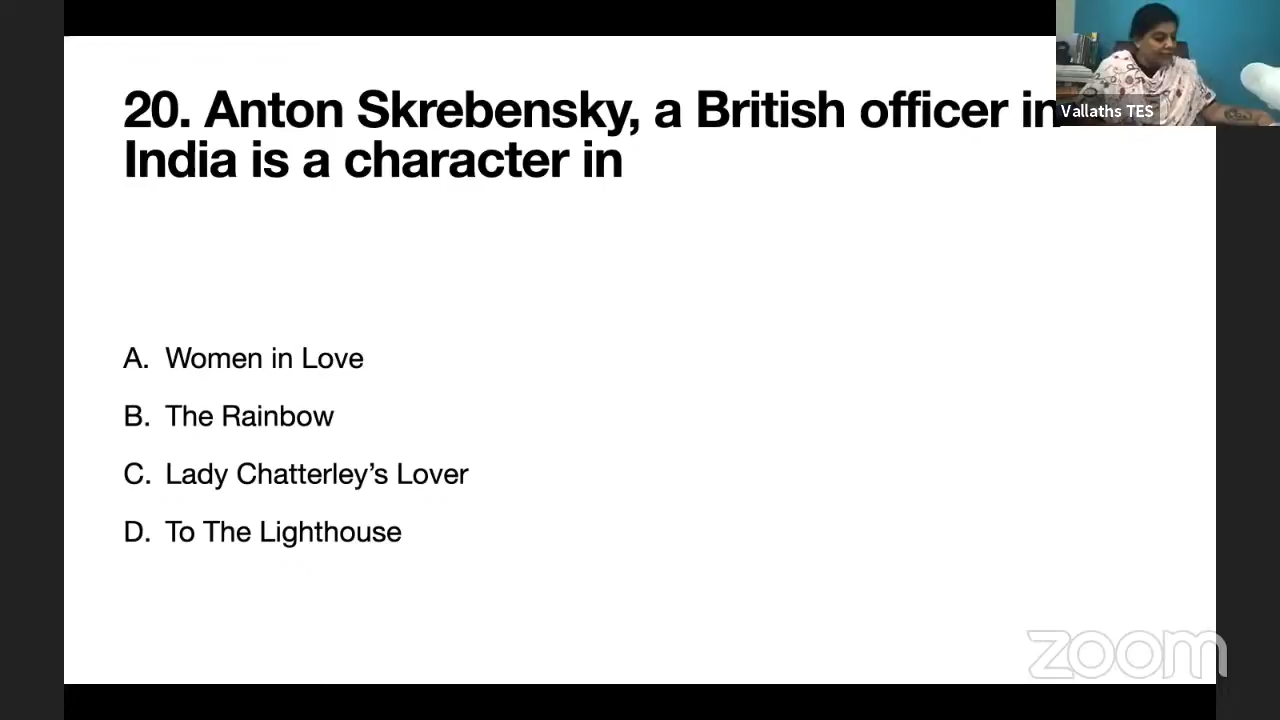 20. Anton Skrebensky, a British officer in
India is a character in
Vallaths TES
A. Women in Love
B. The Rainbow
C. Lady Chatterley’s Lover
D. To The Lighthouse
zoom